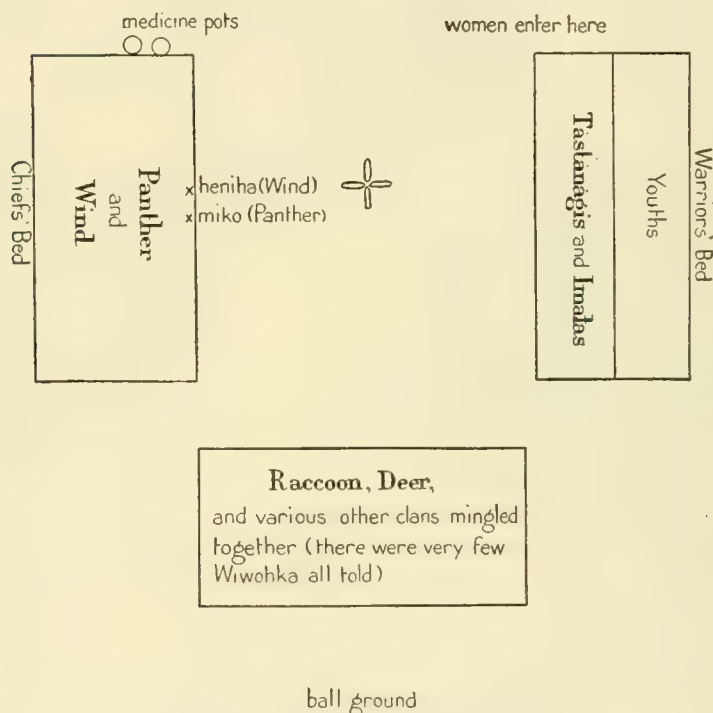 medicine pots
women enter here
Chiefs' Bed
Panther
and
Wind
heniha (Wind)
miko (Panther)
Tastanagis and Imalas
Youths
Warriors' Bed
Raccoon, Deer,
and various other clans mingled
together (there were very few
Wiwohka all told)
ball ground